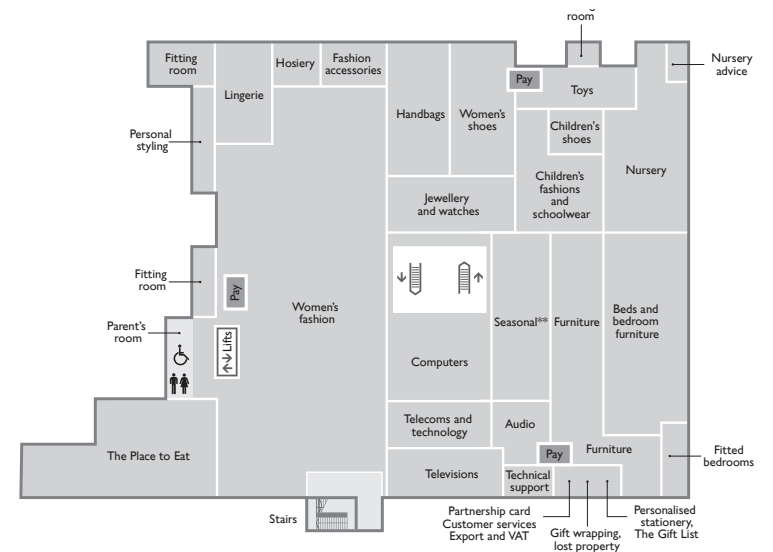 room
Fitting
room
Hosiery
Fashion
accessories
Lingerie
Pay
Toys
Nursery
advice
Handbags
Women's
shoes
Children's
shoes
Personal
styling
Nursery
Children's
fashions
and
schoolwear
Jewellery
and watches
Fitting
room
Pay
Women's
fashion
Seasonal**
Furniture
Beds and
bedroom
furniture
Parent's
room
Lifts
Computers
Telecoms and
technology
Audio
The Place to Eat
Pay
Furniture
Fitted
bedrooms
Televisions
Technical
support
Stairs
Partnership card
Customer services
Export and VAT
Gift wrapping,
lost property
Personalised
stationery,
The Gift List